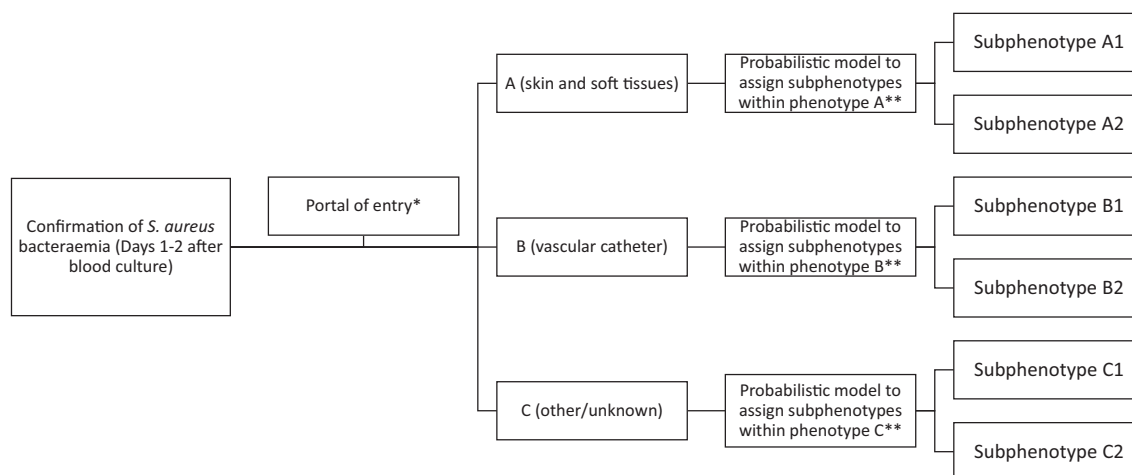 Confirmation of S. aureus
bacteraemia (Days 1-2 after
blood culture)
Portal of entry*
A (skin and soft tissues)
Probabilistic model to
assign subphenotypes
within phenotype A**
Subphenotype A1
Subphenotype A2
B (vascular catheter)
Probabilistic model to
assign subphenotypes
within phenotype B**
Subphenotype B1
Subphenotype B2
C (other/unknown)
Probabilistic model to
assign subphenotypes
within phenotype C**
Subphenotype C1
Subphenotype C2